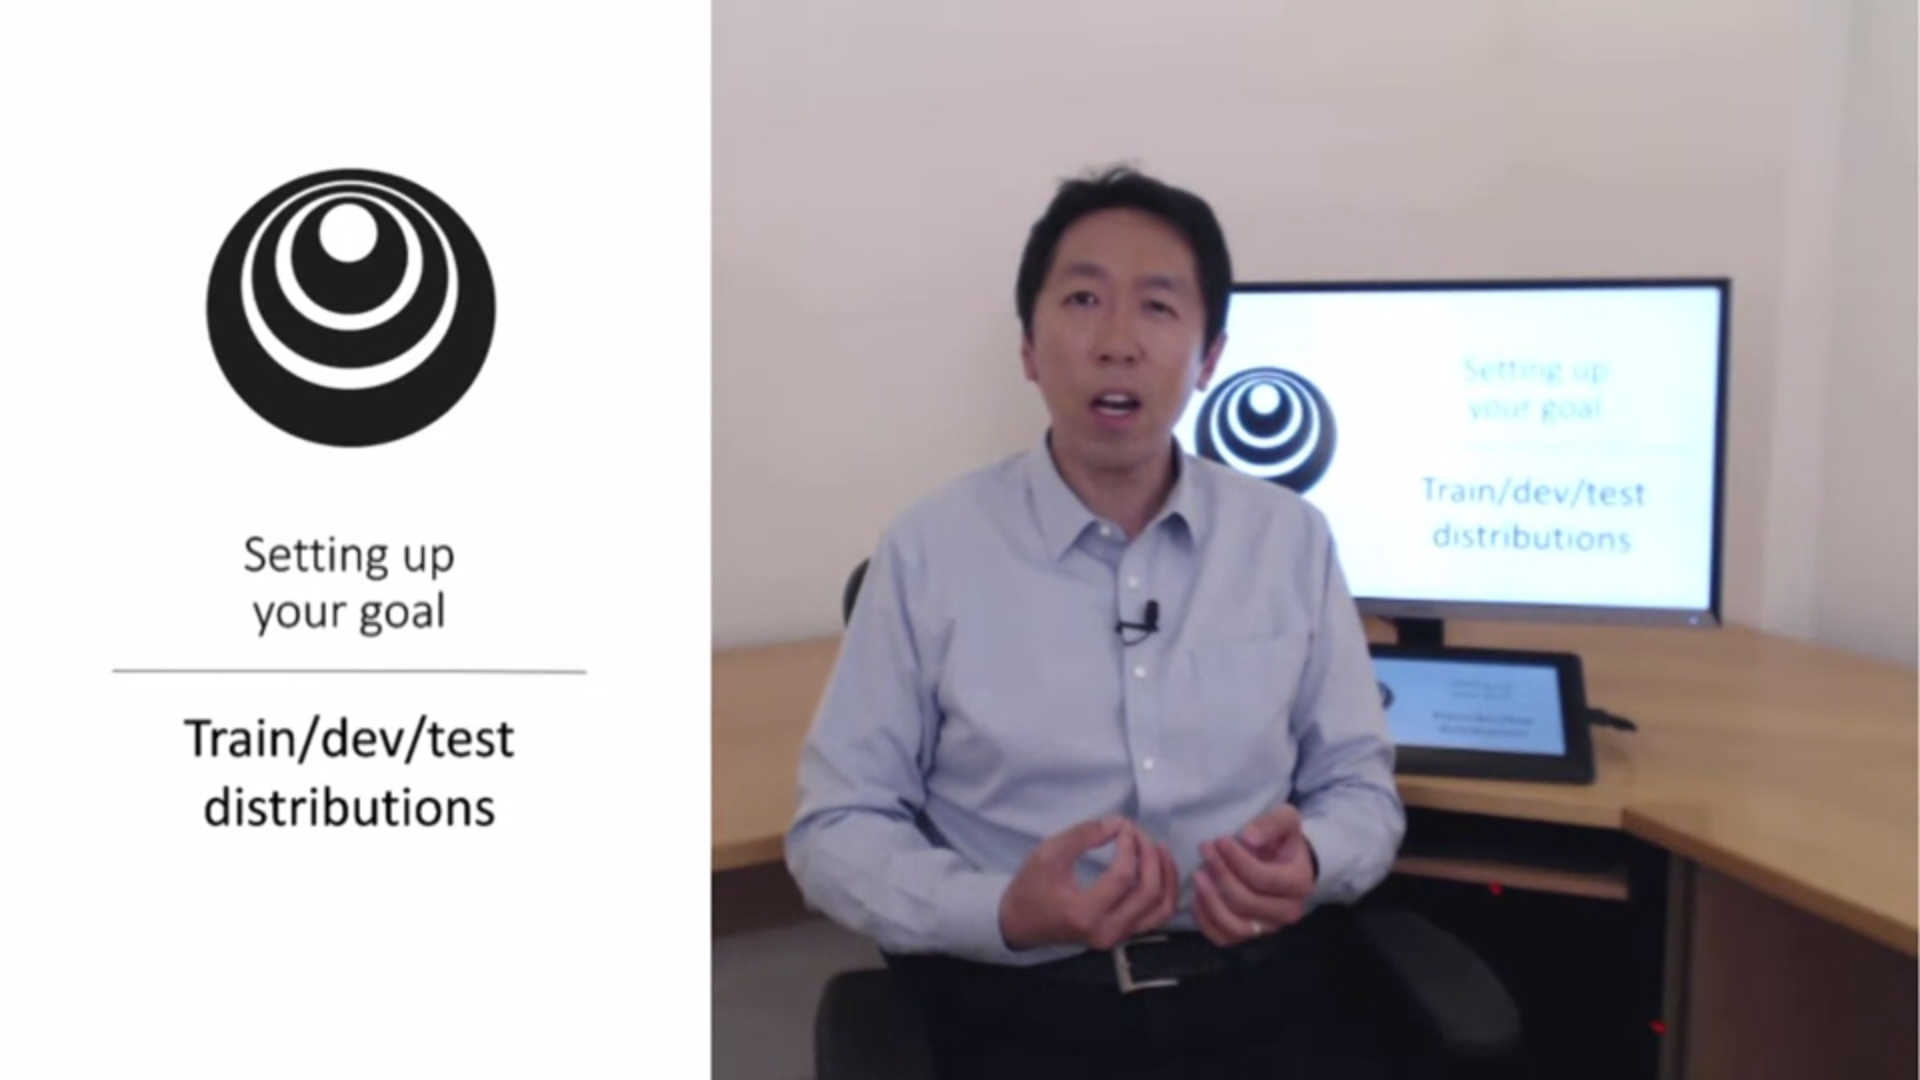 Setting up
your goal
Train/dev/test
distributions
Setting up
your goal
Train/dev/test
distributions